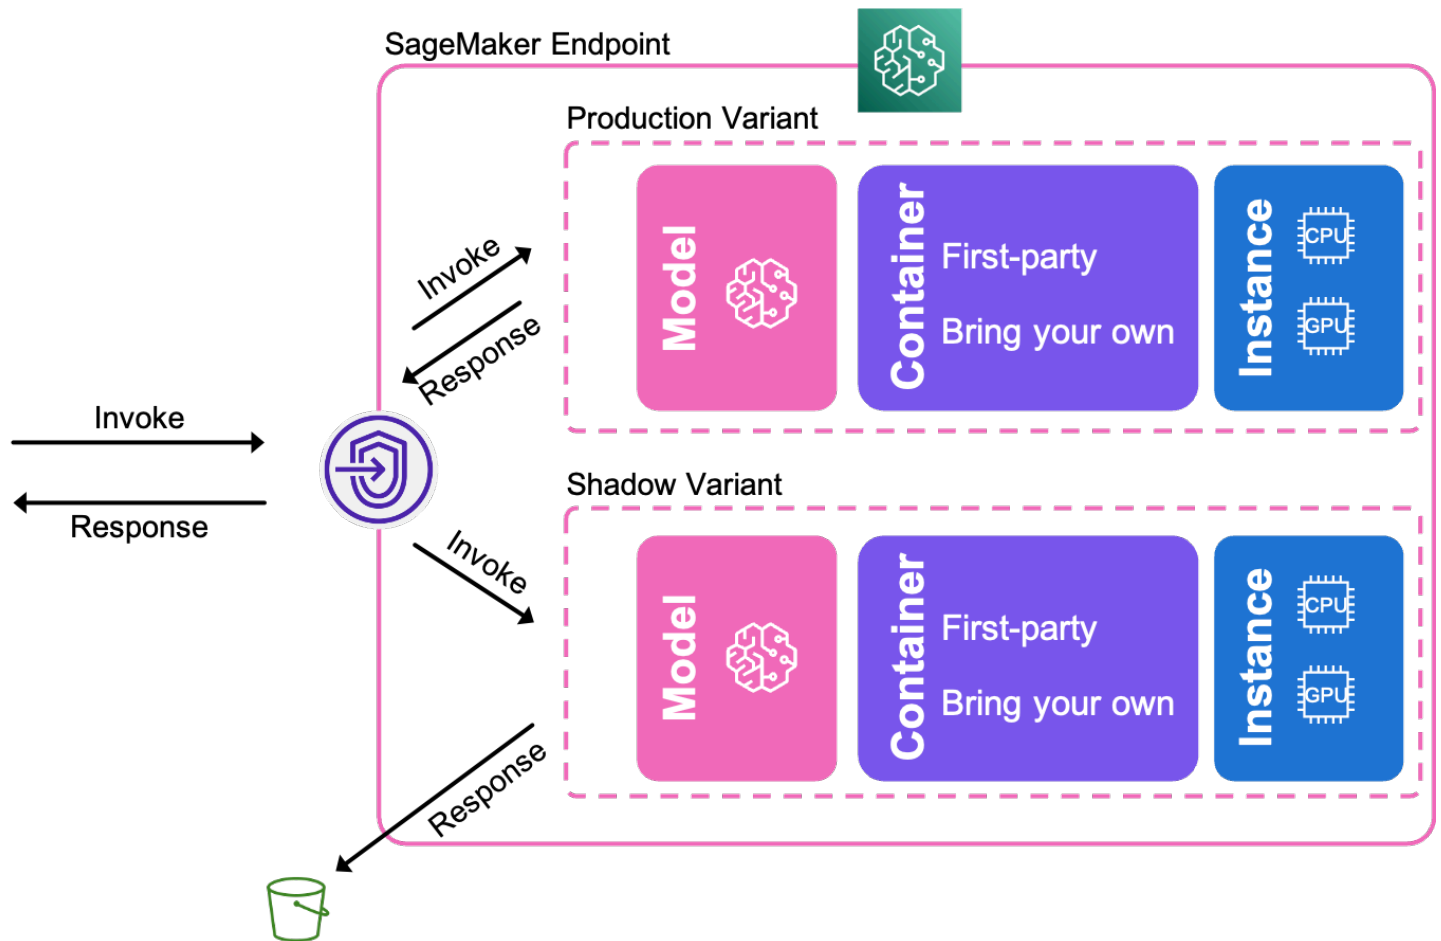 SageMaker Endpoint
Production Variant
Invoke
Response
Model
Container
First-party
Bring your own
Instance
CPU
GPU
Invoke
Response
Shadow Variant
Invoke
Response
Model
Container
First-party
Bring your own
Instance
CPU
GPU